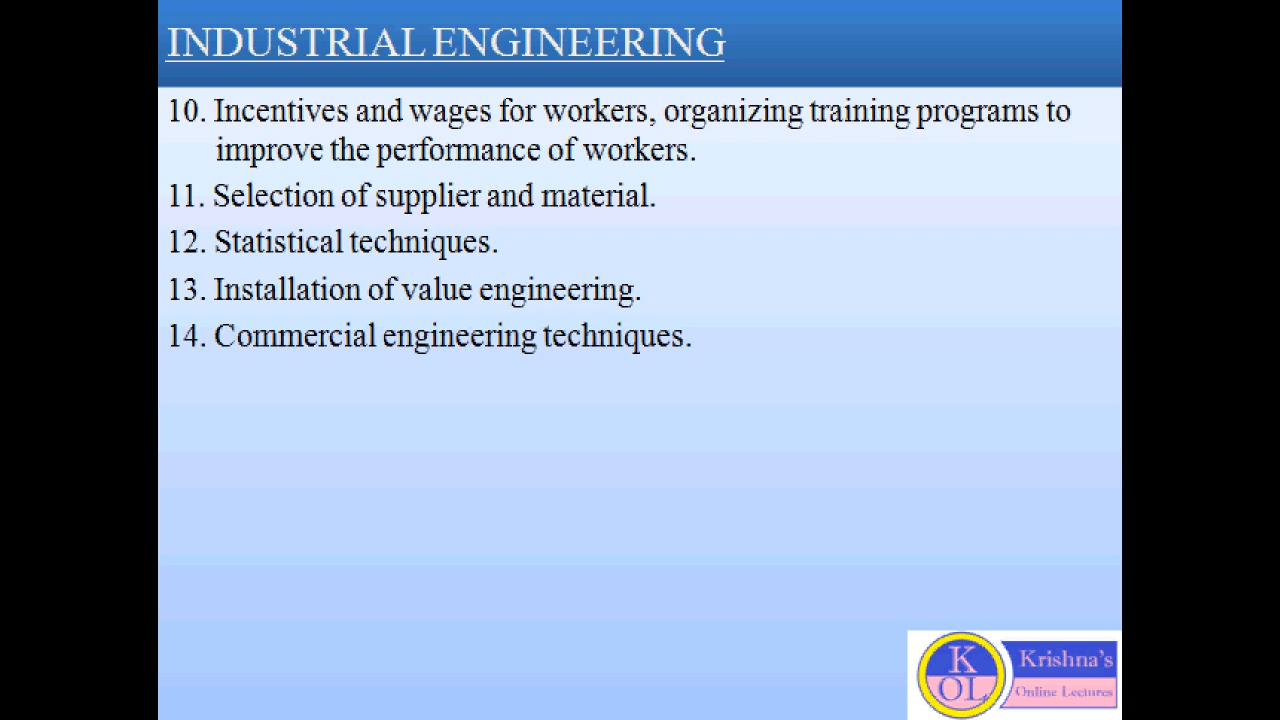 INDUSTRIAL ENGINEERING
10. Incentives and wages for workers, organizing training programs to
improve the performance of workers.
11. Selection of supplier and material.
12. Statistical techniques.
13. Installation of value engineering.
14. Commercial engineering techniques.
K
OL
Krishna's
Online Lectures